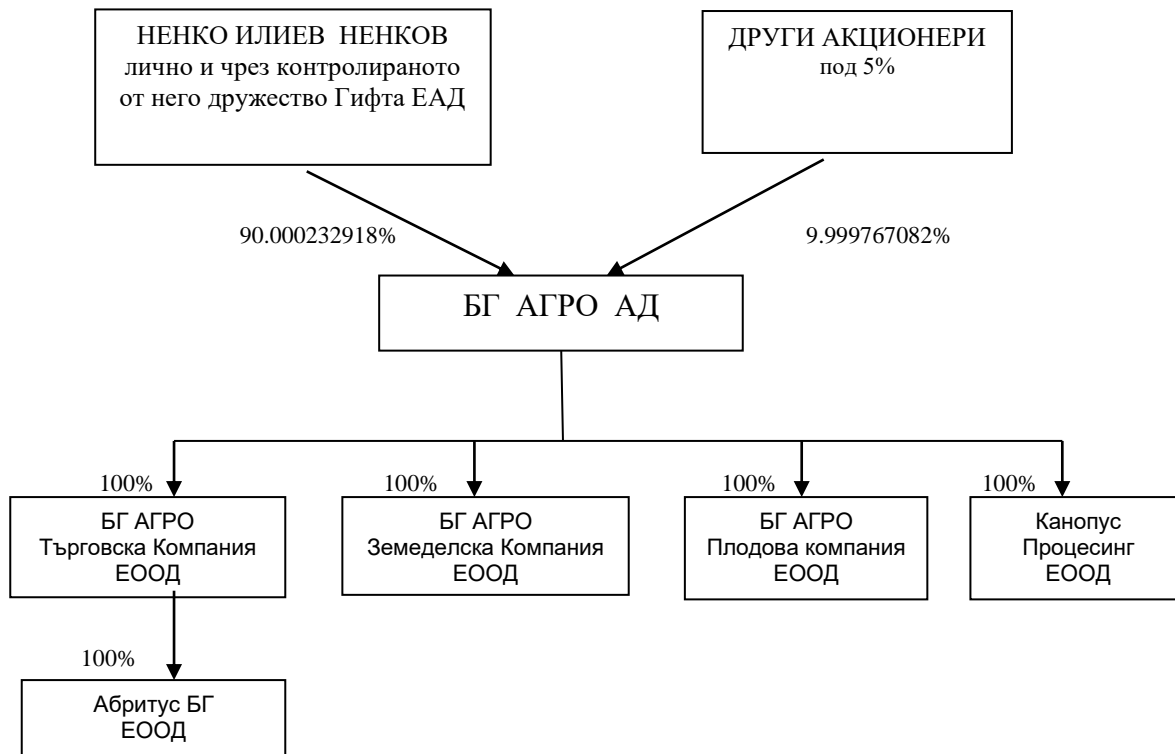 НЕНКО ИЛИЕВ НЕНКОВ
лично и чрез контролираното
от него дружество Гифта ЕАД
ДРУГИ АКЦИОНЕРИ
под 5%
90.000232918%
9.999767082%
БГ АГРО АД
100%
100%
100%
100%
БГ АГРО
Търговска Компания
ЕООД
БГ АГРО
Земеделска Компания
ЕООД
БГ АГРО
Плодова компания
ЕООД
Канопус
Процесинг
ЕООД
100%
Абритус БГ
ЕООД